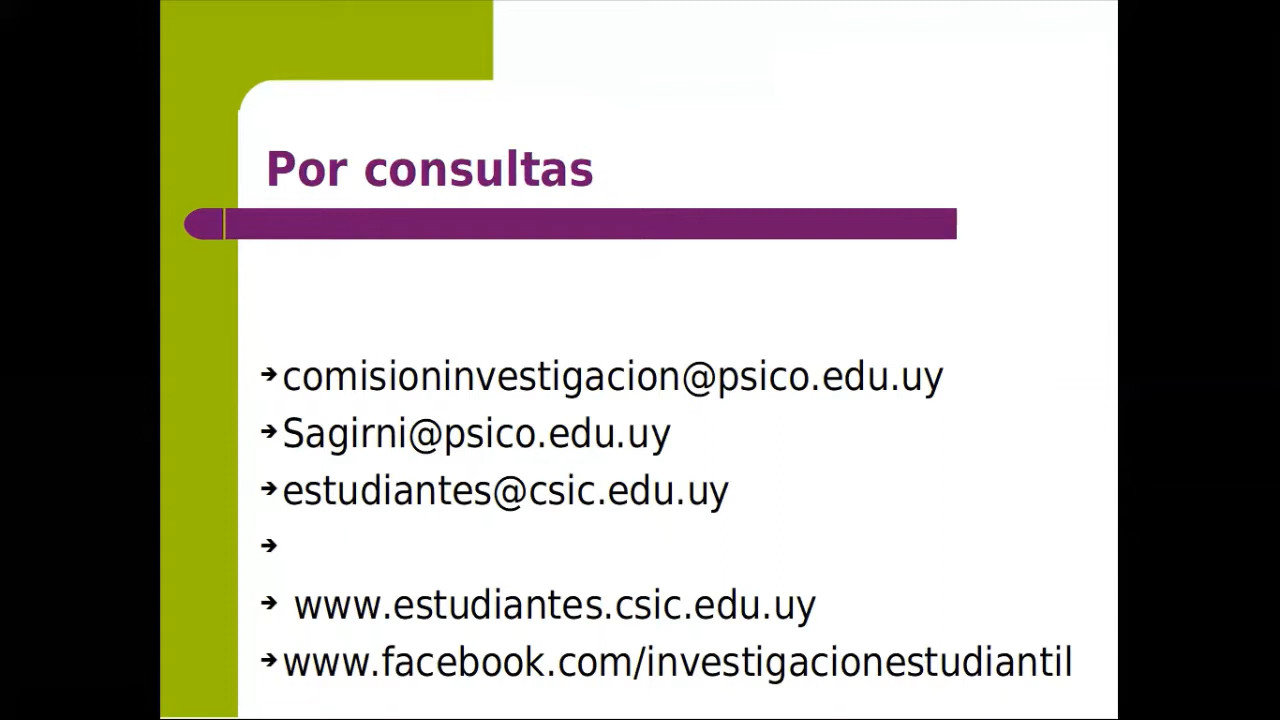 Por consultas
comisioninvestigacion@psico.edu.uy
Sagirni@psico.edu.uy
estudiantes@csic.edu.uy
www.estudiantes.csic.edu.uy
www.facebook.com/investigacionestudiantil